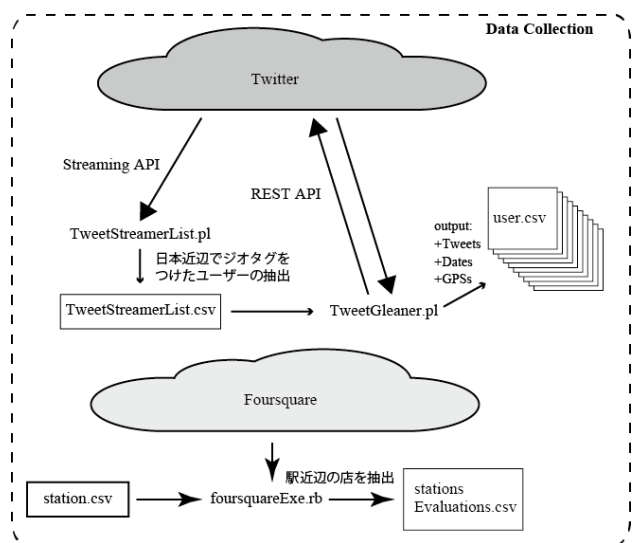 Data Collection
Twitter
Streaming API
REST API
TweetStreamerList.pl
日本近辺でジオタグを
つけたユーザーの抽出
TweetStreamerList.csv
TweetGleaner.pl
output:
+Tweets
+Dates
+GPSs
user.csv
Foursquare
駅近辺の店を抽出
station.csv
foursquareExe.rb
stations
Evaluations.csv